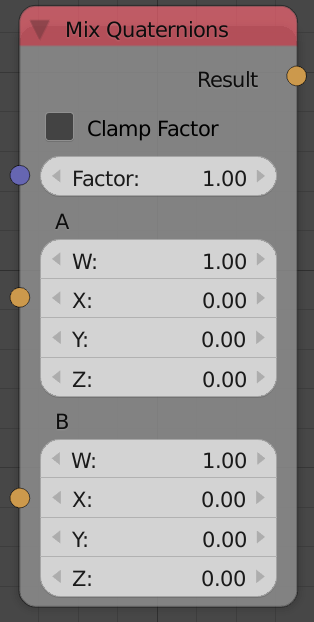 Mix Quaternions
Result
Clamp Factor
Factor: 1.00
A
W: 1.00
X: 0.00
Y: 0.00
Z: 0.00
B
W: 1.00
X: 0.00
Y: 0.00
Z: 0.00